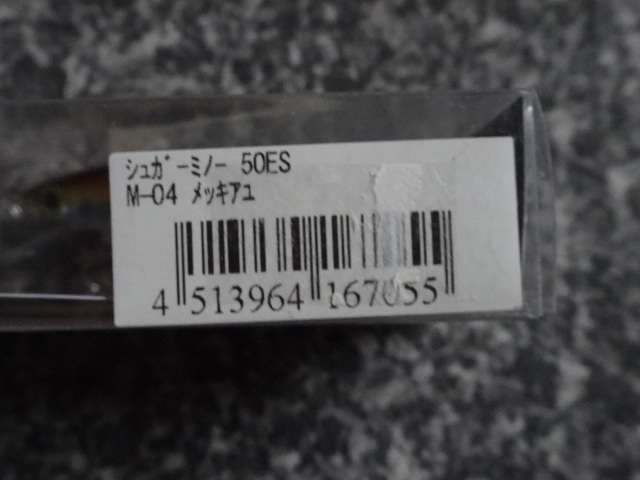 ｼｭｶﾞｰﾐﾉｰ 50ES
M-04 ﾒｯｷｱﾕ
4 513964 167055